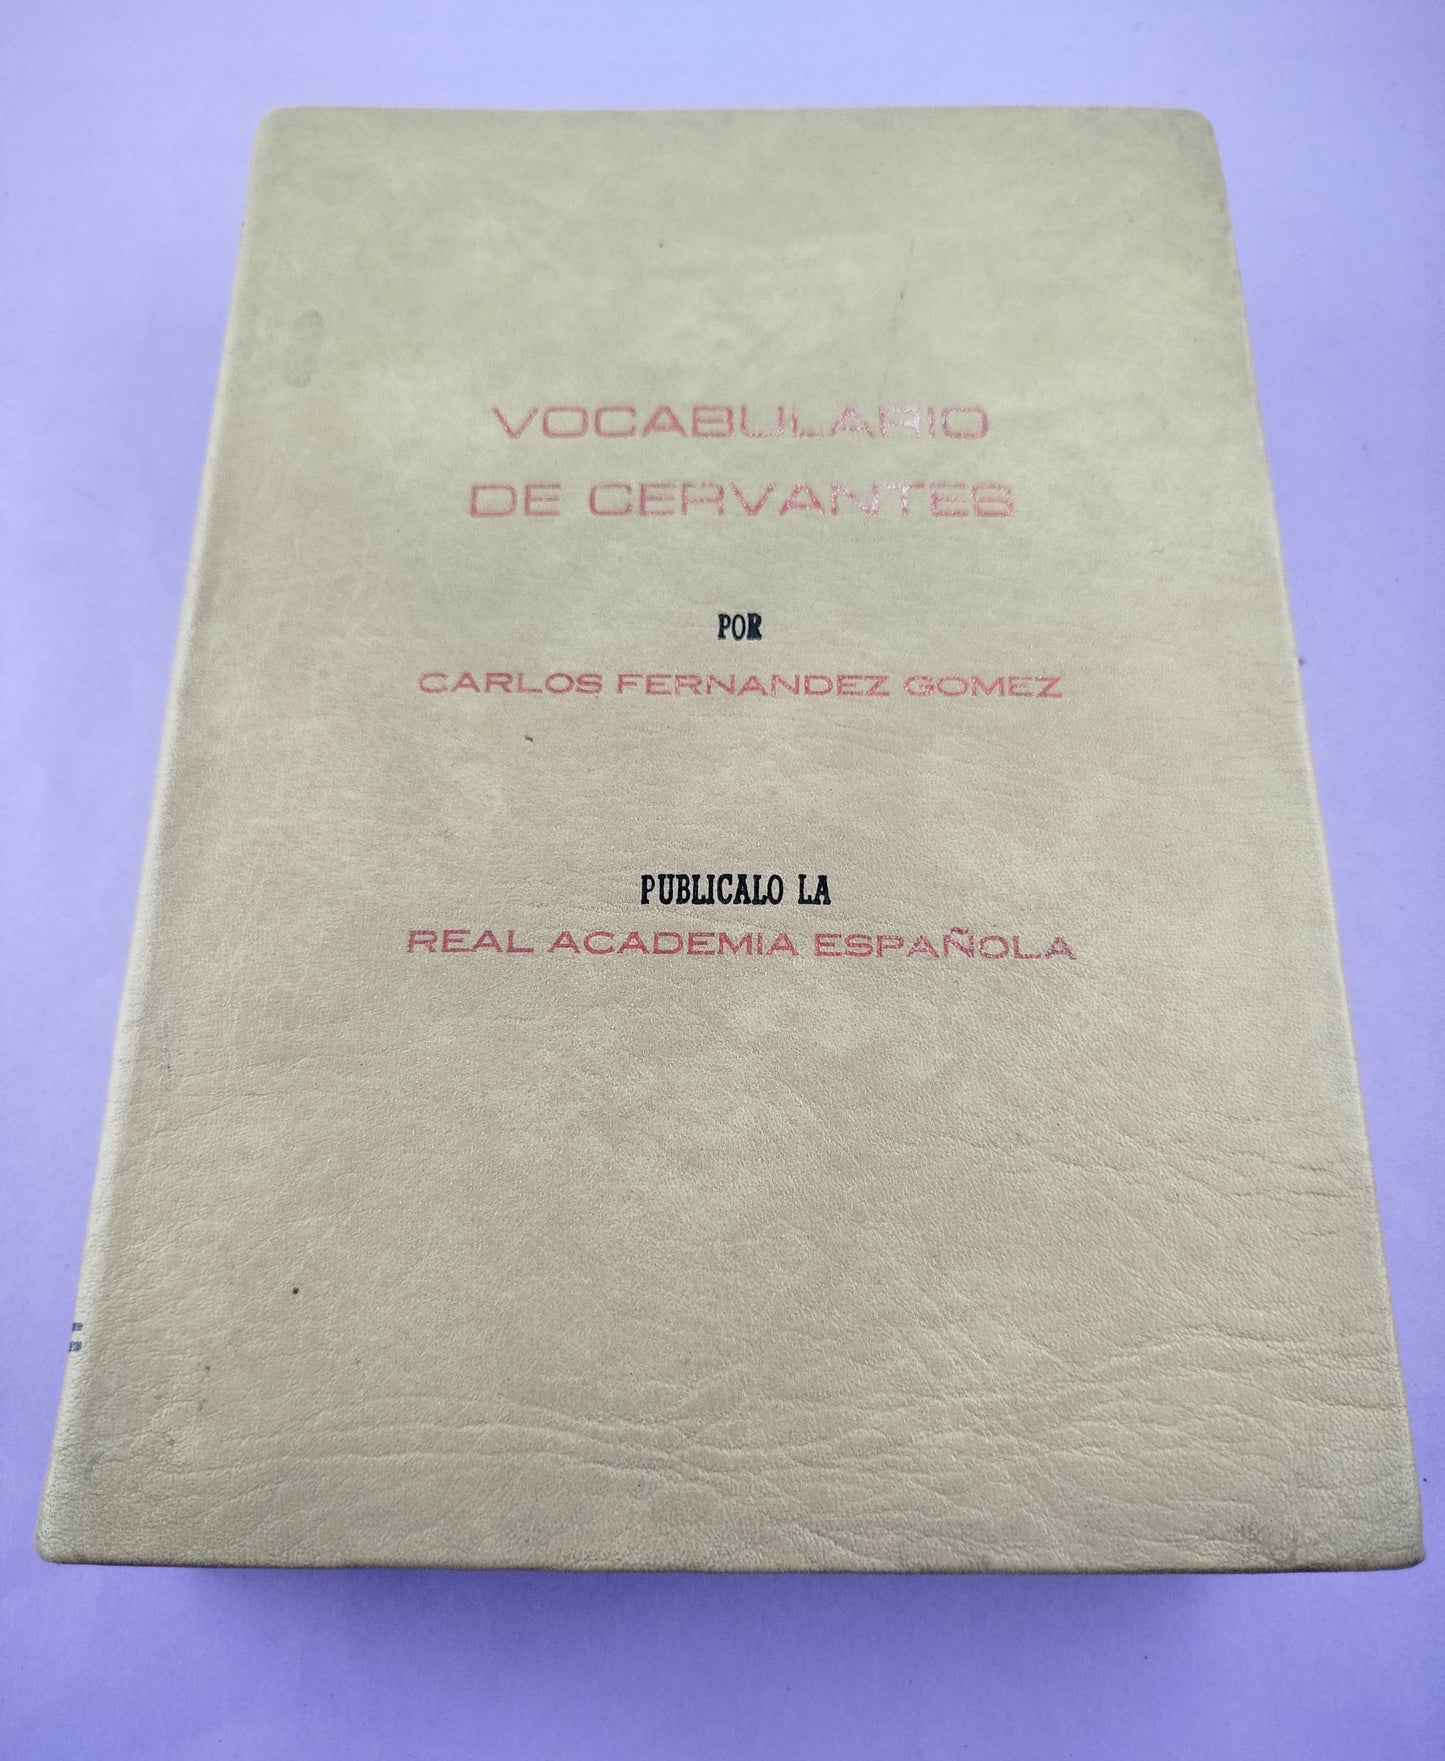 VOCABULARIO
DE CERVANTES
POR
CARLOS FERNANDEZ GOMEZ
PUBLICALO LA
REAL ACADEMIA ESPAÑOLA